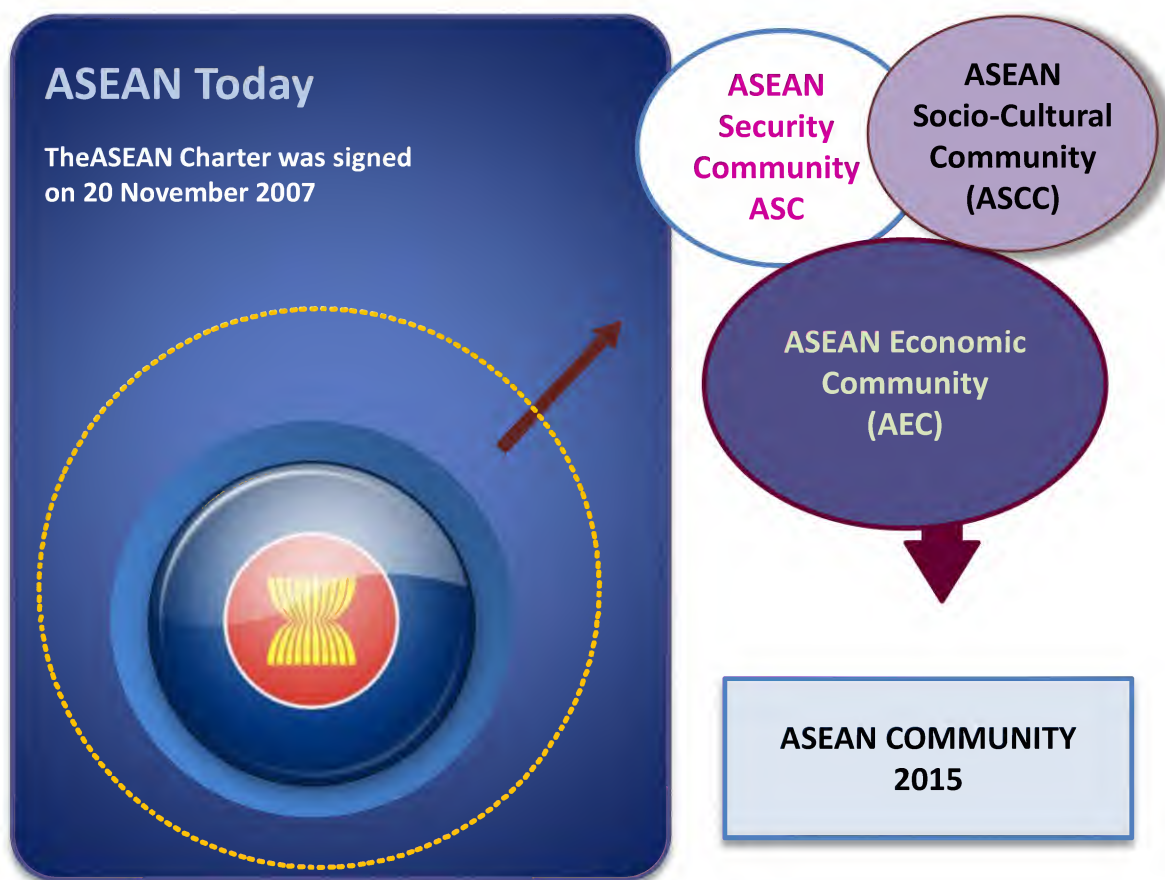 ASEAN Today
TheASEAN Charter was signed
on 20 November 2007
ASEAN
Security
Community
ASC
ASEAN
Socio-Cultural
Community
(ASCC)
ASEAN Economic
Community
(AEC)
ASEAN COMMUNITY
2015